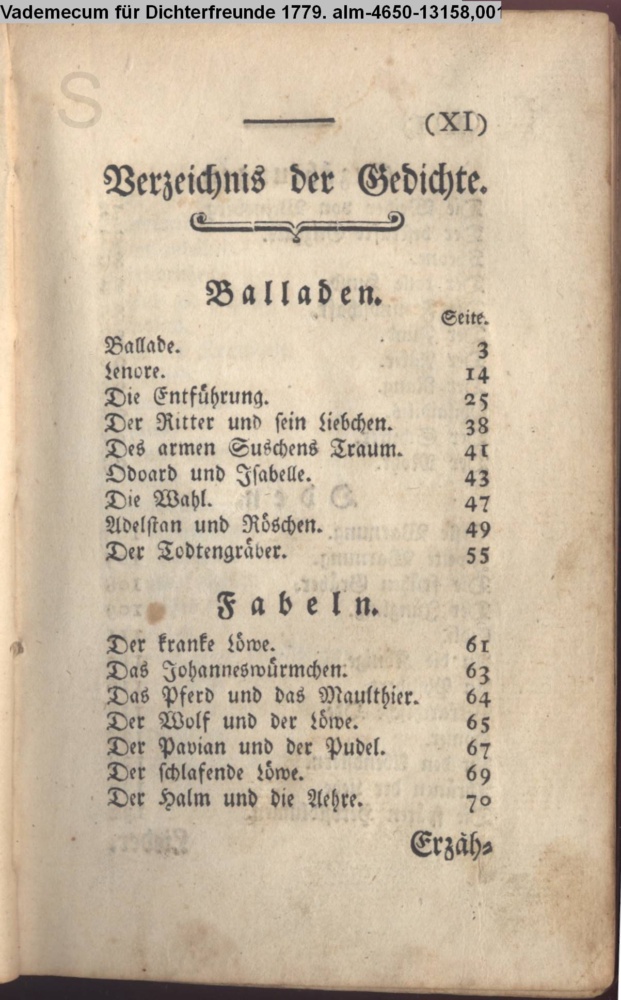 Vademecum für Dichterfreunde 1779. alm-4650-13158,001
S
(XI)
Verzeichnis der Gedichte.
Balladen.
Seite.
Ballade. 3
Lenore. 14
Die Entführung. 25
Der Ritter und sein Liebchen. 38
Des armen Suschens Traum. 41
Odoard und Isabelle. 43
Die Wahl. 47
Adelstan und Röschen. 49
Der Todtengräber. 55
Fabeln.
Der kranke Löwe. 61
Das Johanneswürmchen. 63
Das Pferd und das Maulthier. 64
Der Wolf und der Löwe. 65
Der Pavian und der Pudel. 67
Der schlafende Löwe. 69
Der Halm und die Aehre. 70
Erzäh-